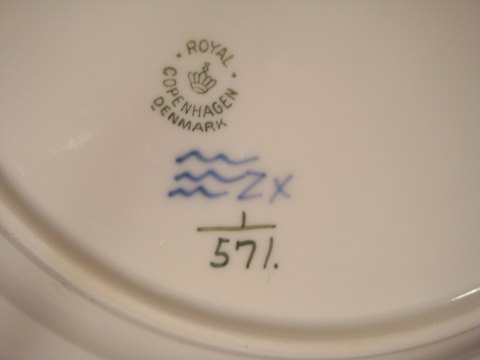 ROYAL
COPENHAGEN
DENMARK
ZX
1
571.